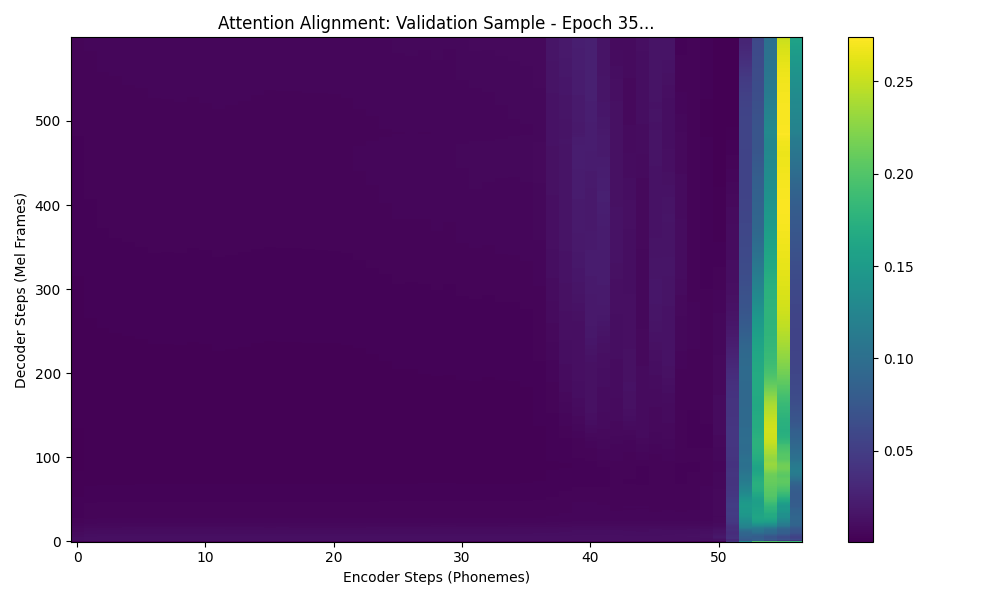 Attention Alignment: Validation Sample - Epoch 35...
Decoder Steps (Mel Frames)
500
400
300
200
100
0
0 10 20 30 40 50
Encoder Steps (Phonemes)
0.25
0.20
0.15
0.10
0.05